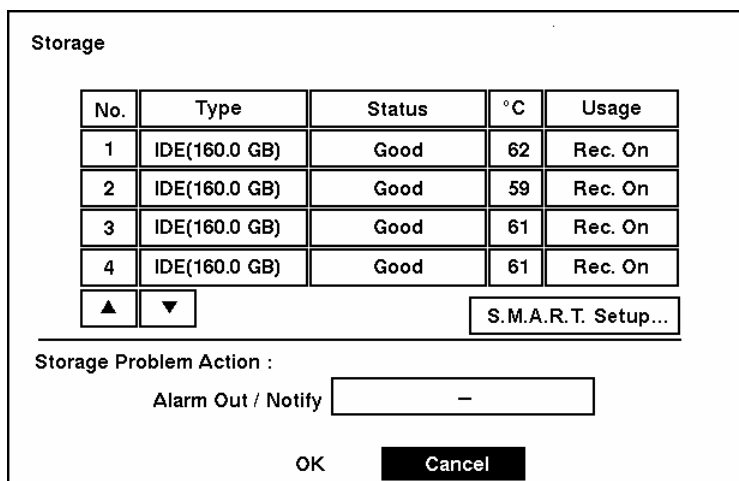 Storage
No. Type Status °C Usage
1 IDE(160.0 GB) Good 62 Rec. On
2 IDE(160.0 GB) Good 59 Rec. On
3 IDE(160.0 GB) Good 61 Rec. On
4 IDE(160.0 GB) Good 61 Rec. On
▲ ▼ S.M.A.R.T. Setup...
Storage Problem Action :
Alarm Out / Notify –
OK Cancel